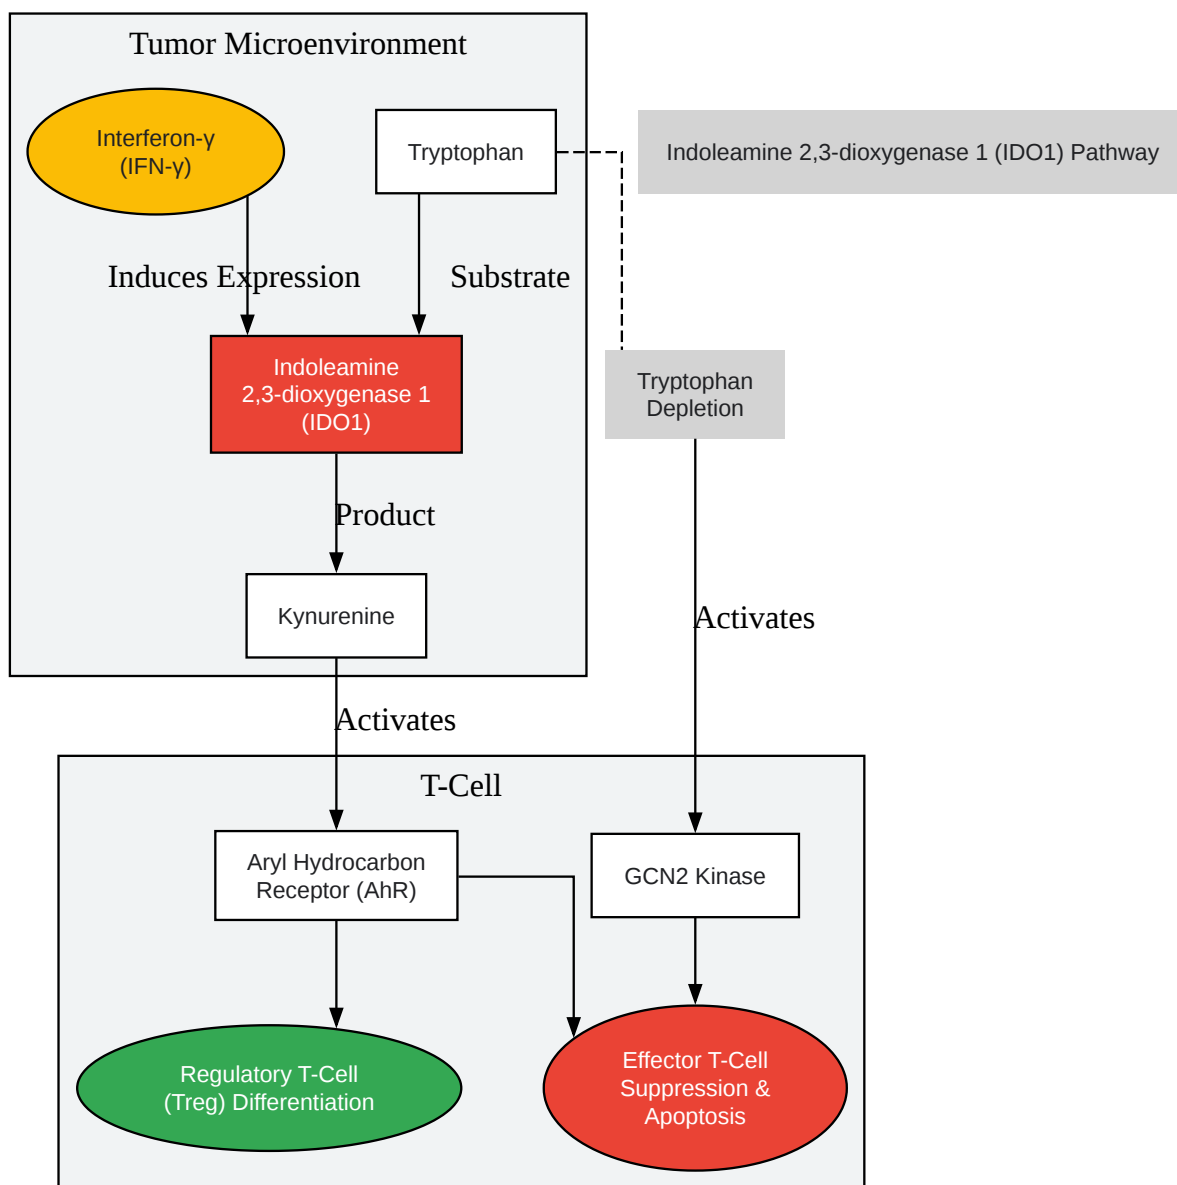 Tumor Microenvironment
Interferon-γ
(IFN-γ)
Tryptophan
Indoleamine 2,3-dioxygenase 1 (IDO1) Pathway
Induces Expression
Substrate
Indoleamine
2,3-dioxygenase 1
(IDO1)
Tryptophan
Depletion
Product
Kynurenine
Activates
Activates
T-Cell
Aryl Hydrocarbon
Receptor (AhR)
GCN2 Kinase
Regulatory T-Cell
(Treg) Differentiation
Effector T-Cell
Suppression &
Apoptosis